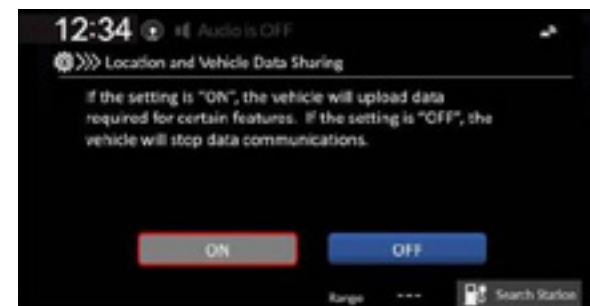 12:34 Audio is OFF
Location and Vehicle Data Sharing
If the setting is "ON", the vehicle will upload data
required for certain features. If the setting is "OFF", the
vehicle will stop data communications.
ON OFF
Range --- Search Station